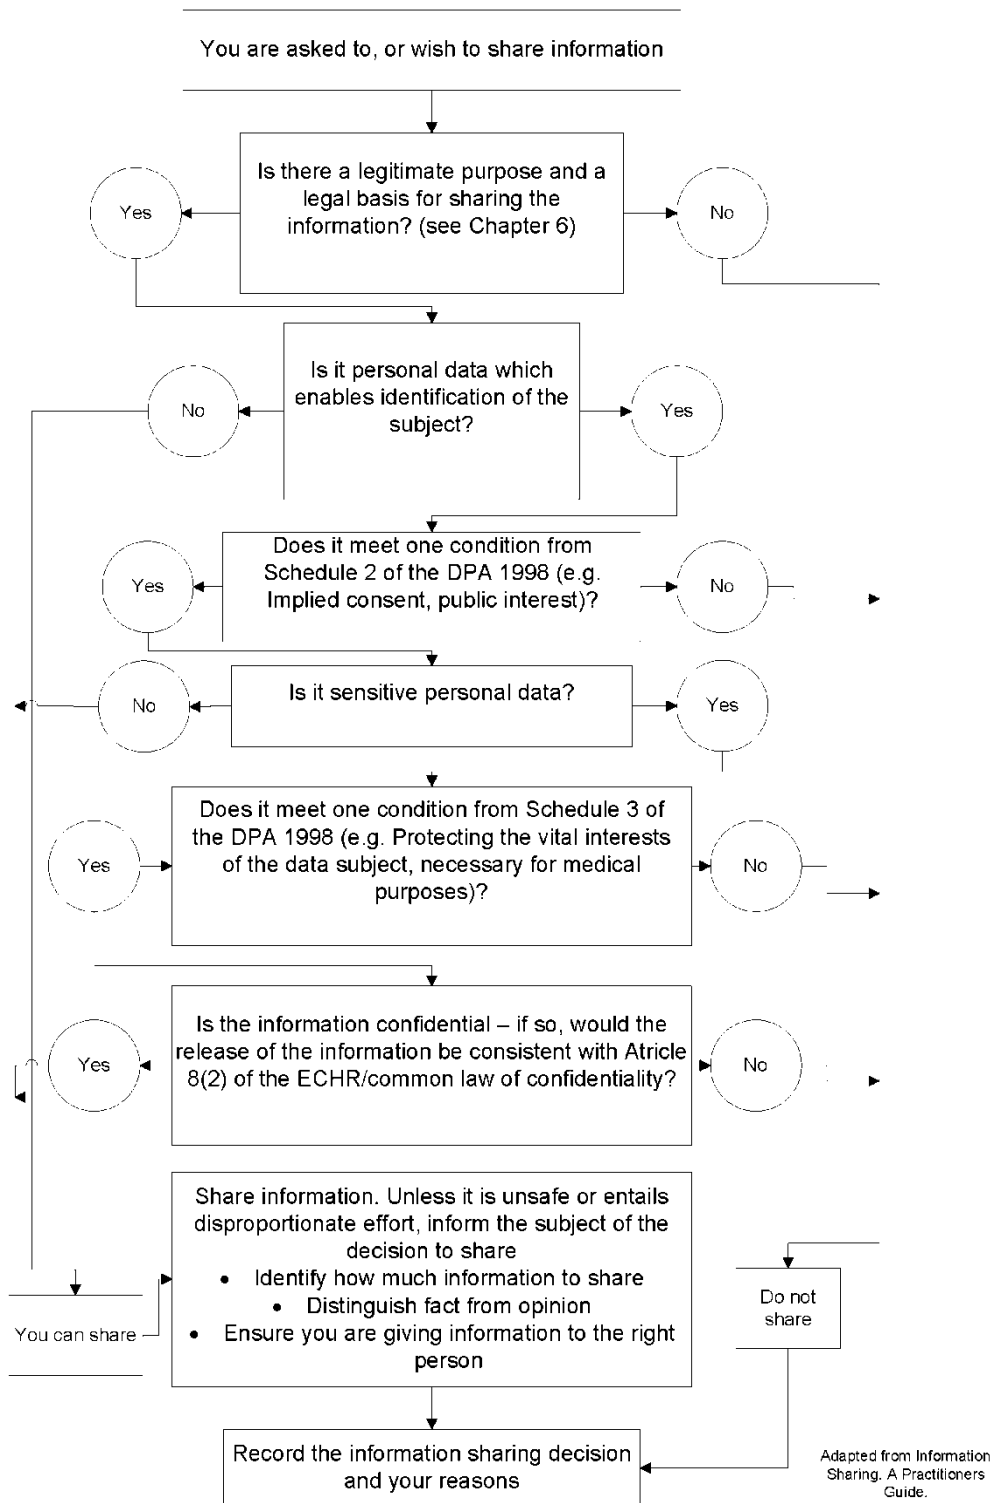 You are asked to, or wish to share information
Is there a legitimate purpose and a
legal basis for sharing the
information? (see Chapter 6)
Yes
No
Is it personal data which
enables identification of the
subject?
No
Yes
Does it meet one condition from
Schedule 2 of the DPA 1998 (e.g.
Implied consent, public interest)?
Yes
No
Is it sensitive personal data?
No
Yes
Does it meet one condition from Schedule 3 of
the DPA 1998 (e.g. Protecting the vital interests
of the data subject, necessary for medical
purposes)?
Yes
No
Is the information confidential – if so, would the
release of the information be consistent with Atricle
8(2) of the ECHR/common law of confidentiality?
Yes
No
Share information. Unless it is unsafe or entails
disproportionate effort, inform the subject of the
decision to share
• Identify how much information to share
• Distinguish fact from opinion
• Ensure you are giving information to the right
person
You can share
Do not
share
Record the information sharing decision
and your reasons
Adapted from Information
Sharing. A Practitioners
Guide.